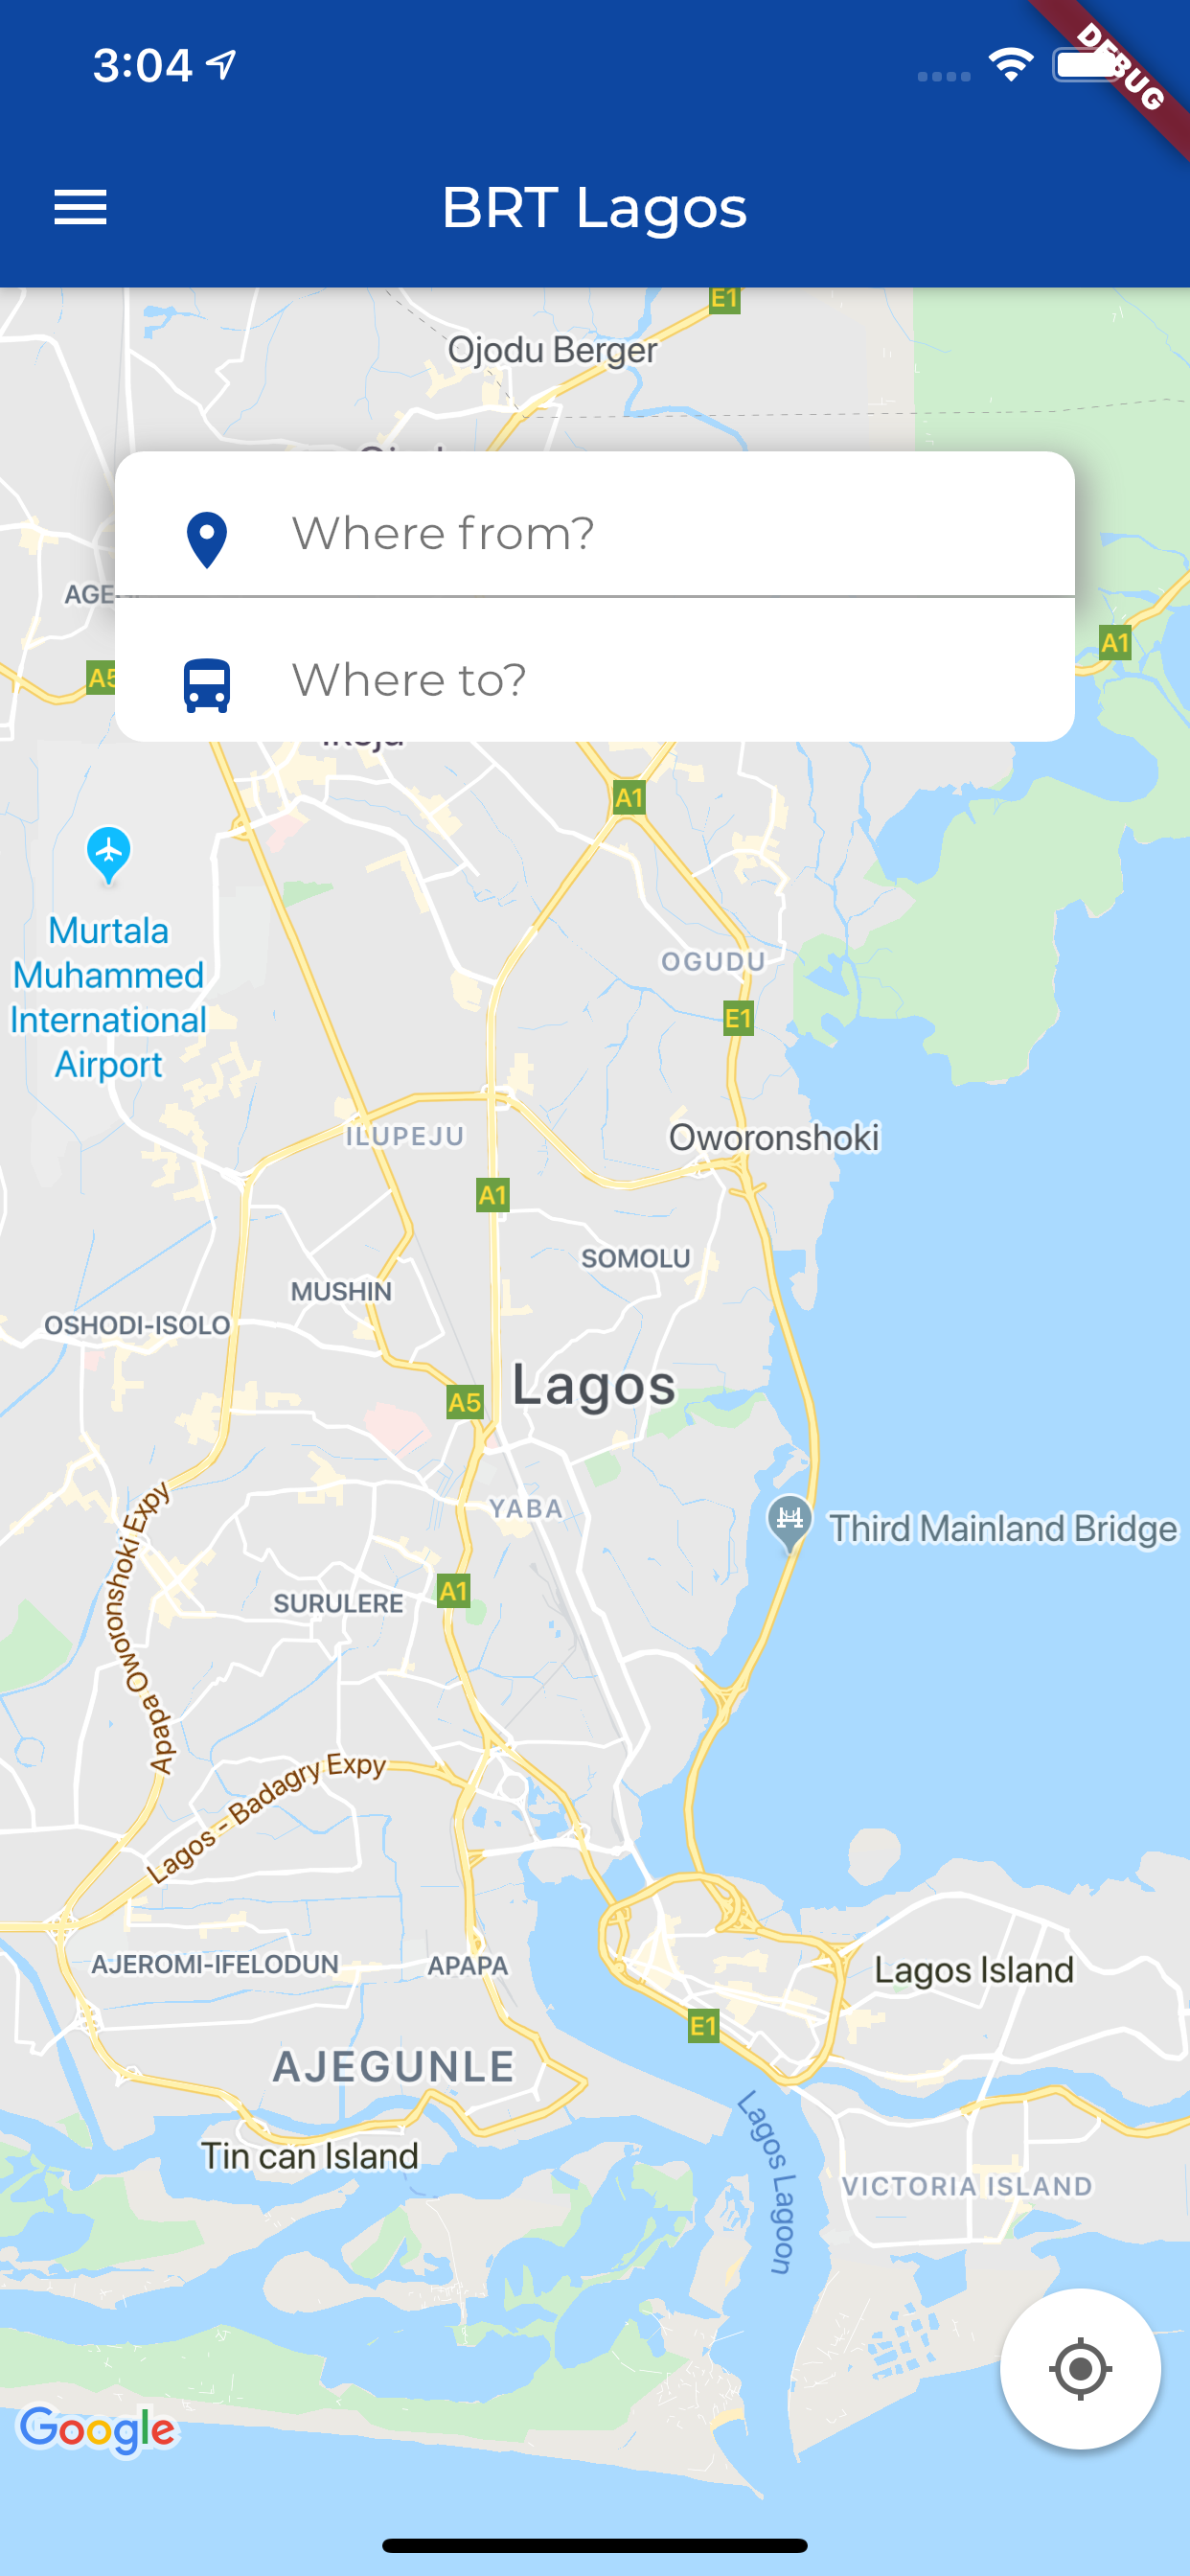 3:04
DEBUG
BRT Lagos
E1
Ojodu Berger
Where from?
AGE
A1
Where to?
A5
A1
Murtala
Muhammed
International
Airport
OGUDU
E1
ILUPEJU
Oworonshoki
A1
SOMOLU
MUSHIN
OSHODI-ISOLO
Lagos
A5
YABA
Third Mainland Bridge
Apapa Oworonshoki Expy
A1
SURULERE
Lagos - Badagry Expy
AJEROMI-IFELODUN
APAPA
Lagos Island
E1
AJEGUNLE
Lagos Lagoon
Tin can Island
VICTORIA ISLAND
Google